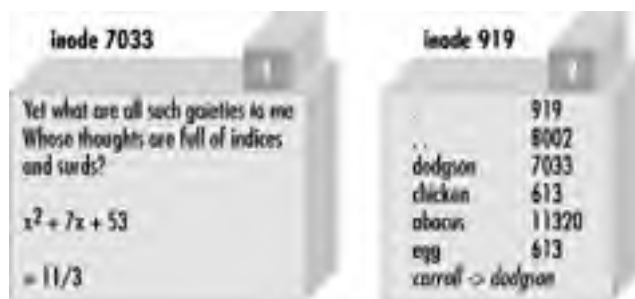 inode 7033
1
Yet what are all such gaieties to me
Whose thoughts are full of indices
and surds?
x² + 7x + 53
= 11/3
inode 919
. 919
. . 8002
dodgson 7033
chicken 613
abacus 11320
egg 613
carroll -> dodgson